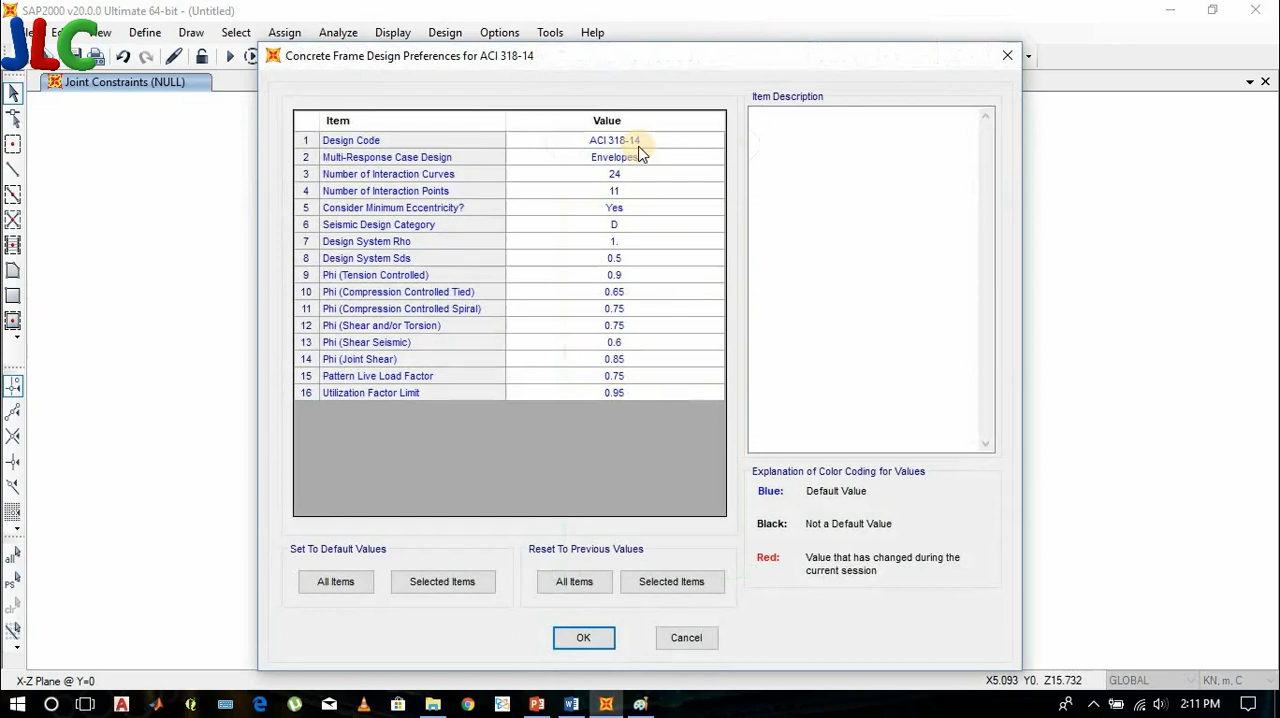 SAP2000 v20.0.0 Ultimate 64-bit - (Untitled)
JLC
View Define Draw Select Assign Analyze Display Design Options Tools Help
Concrete Frame Design Preferences for ACI 318-14
Joint Constraints (NULL)
Item Value
1 Design Code ACI 318-14
2 Multi-Response Case Design Envelopes
3 Number of Interaction Curves 24
4 Number of Interaction Points 11
5 Consider Minimum Eccentricity? Yes
6 Seismic Design Category D
7 Design System Rho 1.
8 Design System Sds 0.5
9 Phi (Tension Controlled) 0.9
10 Phi (Compression Controlled Tied) 0.65
11 Phi (Compression Controlled Spiral) 0.75
12 Phi (Shear and/or Torsion) 0.75
13 Phi (Shear Seismic) 0.6
14 Phi (Joint Shear) 0.85
15 Pattern Live Load Factor 0.75
16 Utilization Factor Limit 0.95
Item Description
Explanation of Color Coding for Values
Blue: Default Value
Black: Not a Default Value
Red: Value that has changed during the
current session
Set To Default Values
All Items Selected Items
Reset To Previous Values
All Items Selected Items
OK Cancel
all
PS
clr
X-Z Plane @ Y=0
X5.093 Y0. Z15.732
GLOBAL
KN, m, C
2:11 PM